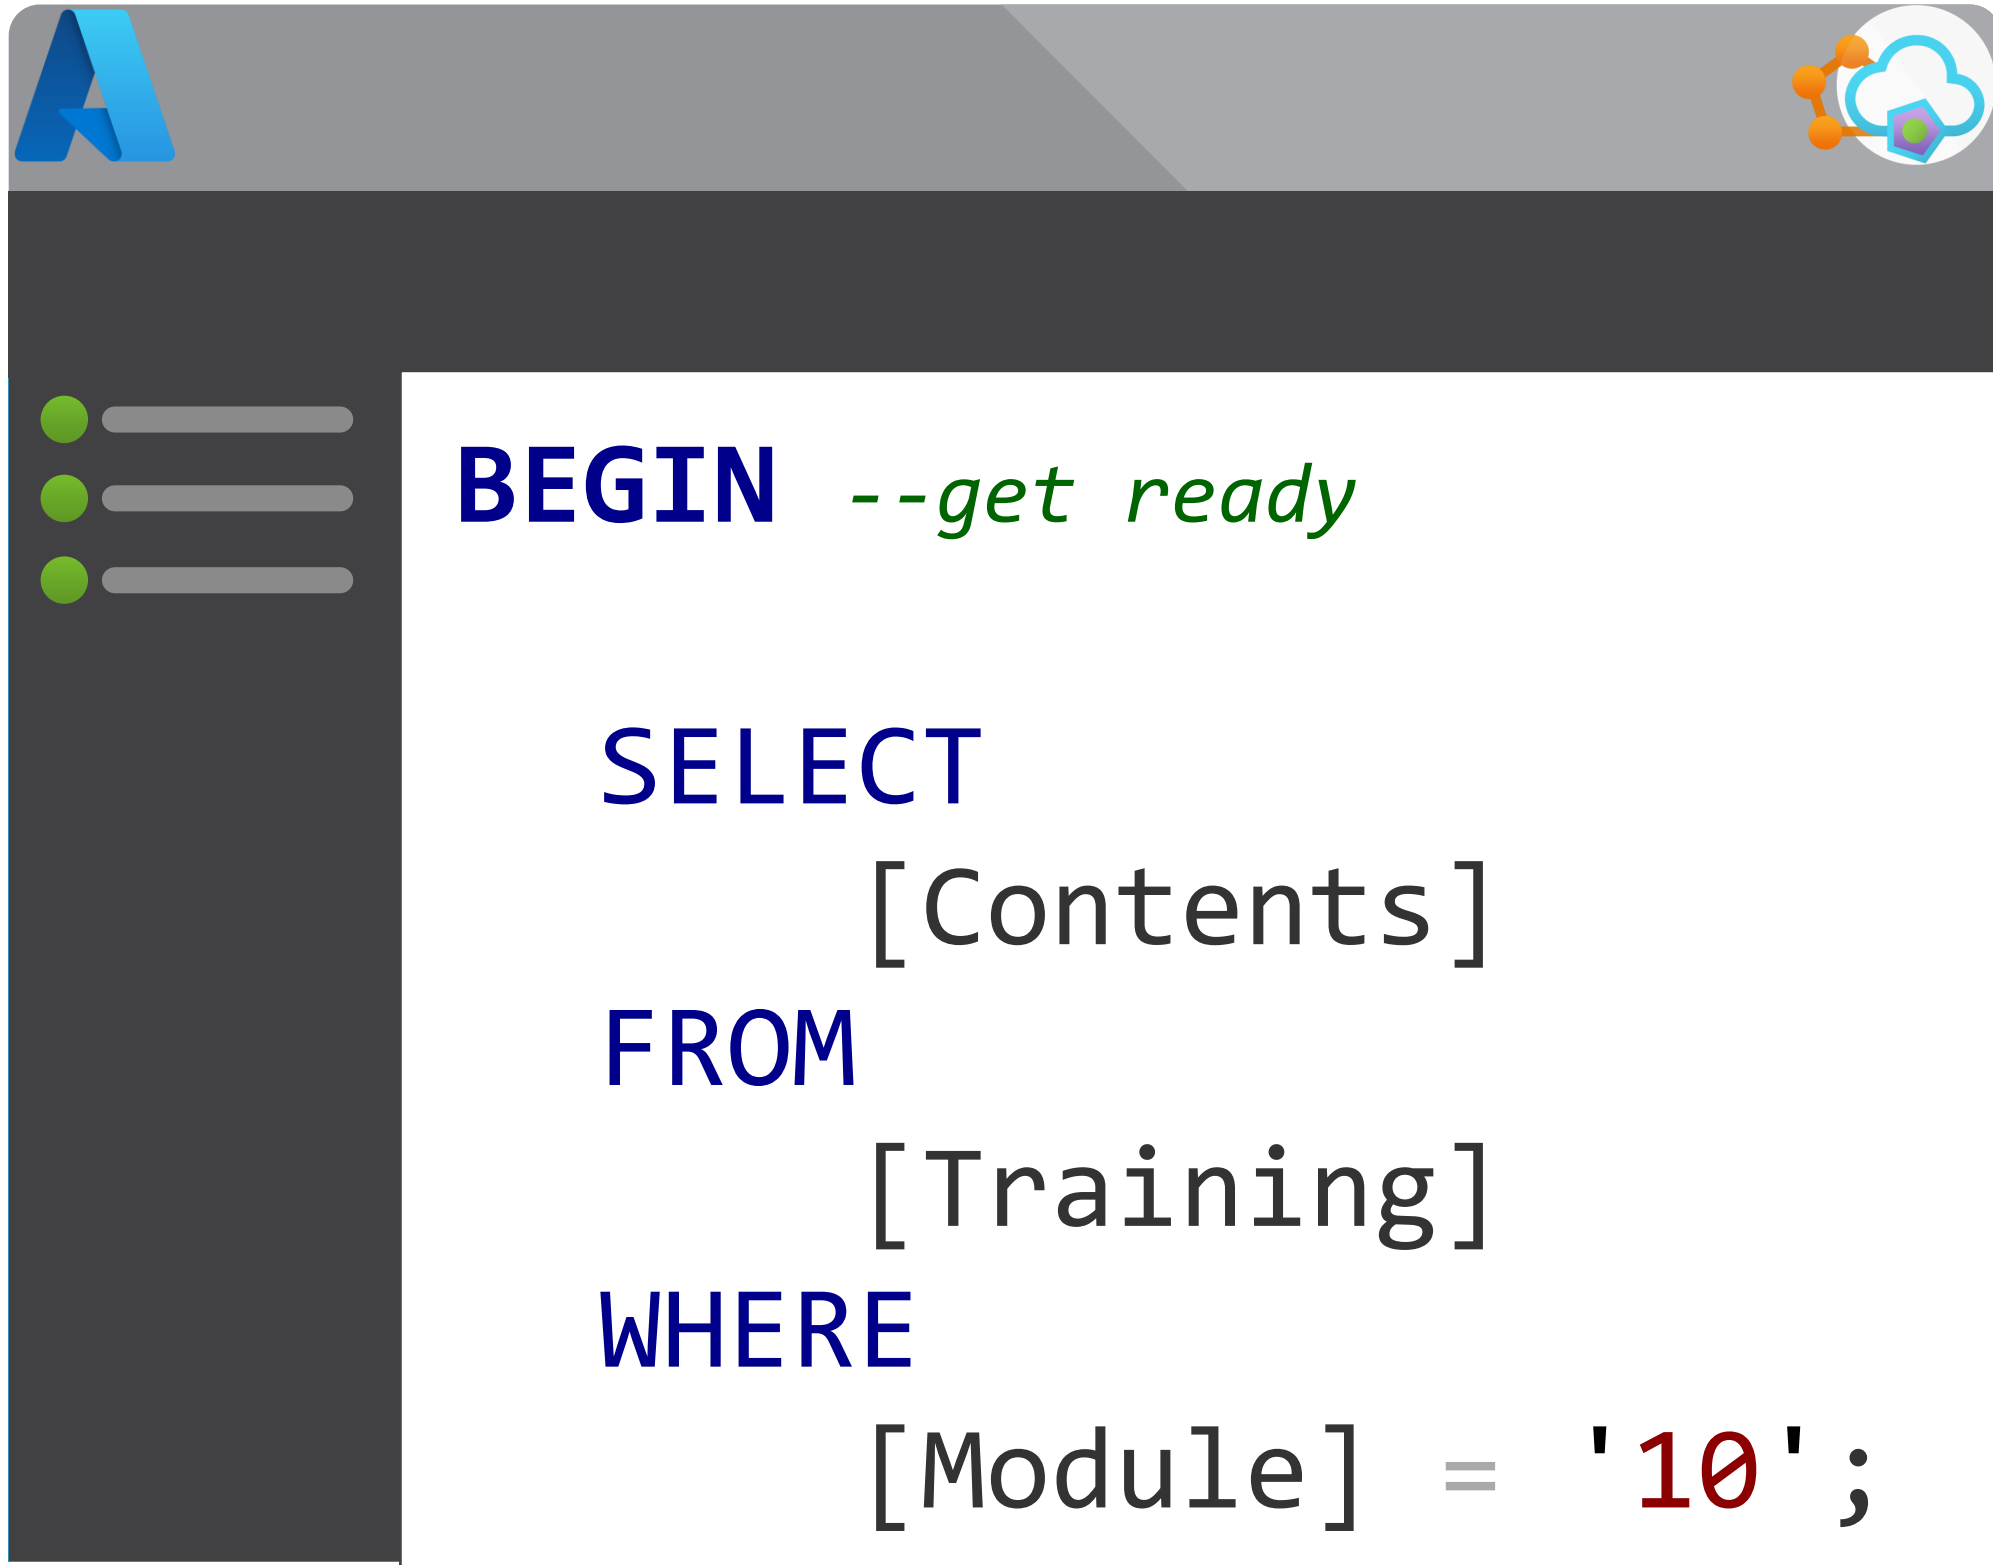 BEGIN --get ready
SELECT
[Contents]
FROM
[Training]
WHERE
[Module] = '10';